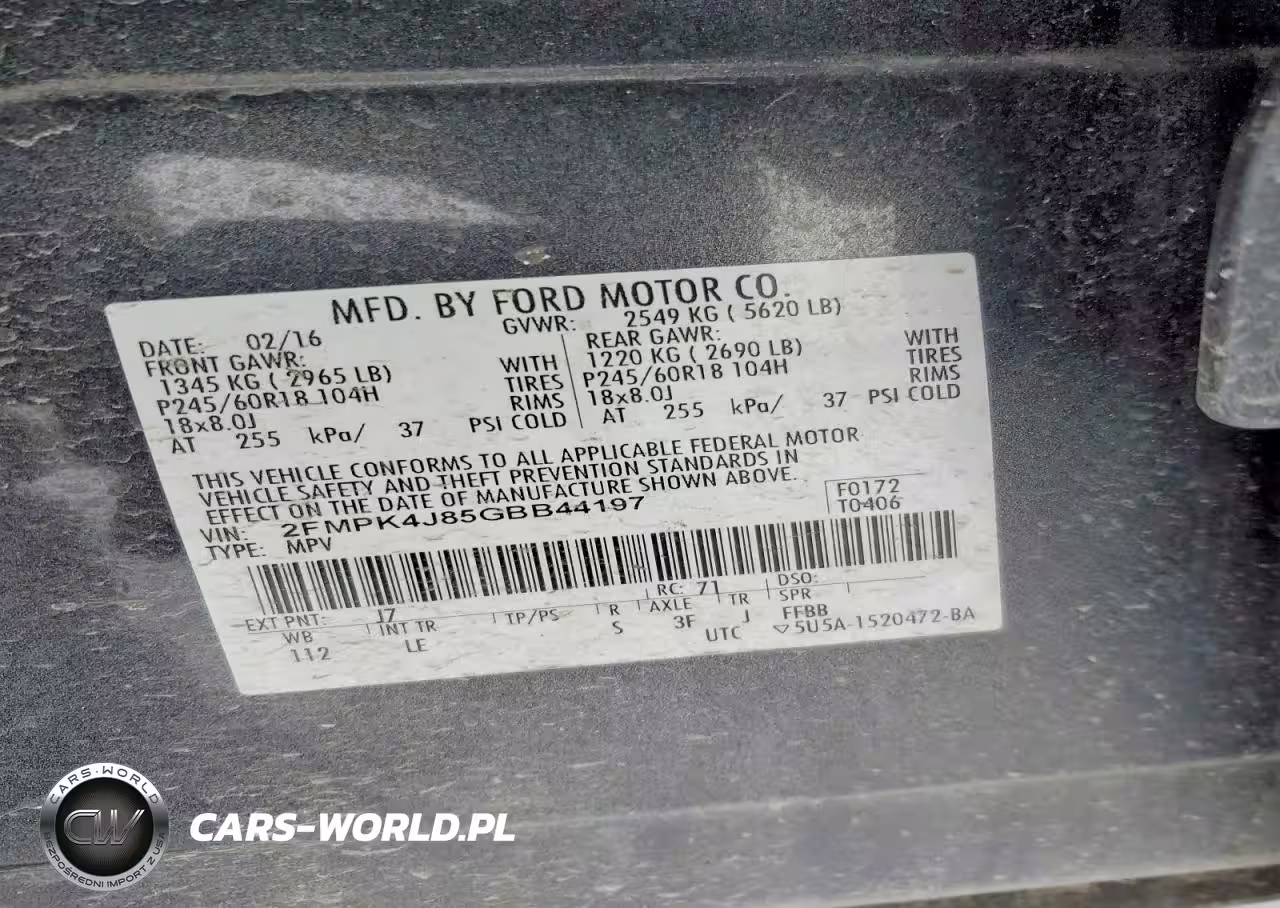 MFD. BY FORD MOTOR CO.
DATE: 02/16 GVWR: 2549 KG ( 5620 LB)
FRONT GAWR: REAR GAWR:
1345 KG ( 2965 LB) WITH 1220 KG ( 2690 LB) WITH
P245/60R18 104H TIRES P245/60R18 104H TIRES
18x8.0J RIMS 18x8.0J RIMS
AT 255 kPa/ 37 PSI COLD AT 255 kPa/ 37 PSI COLD
THIS VEHICLE CONFORMS TO ALL APPLICABLE FEDERAL MOTOR
VEHICLE SAFETY AND THEFT PREVENTION STANDARDS IN
EFFECT ON THE DATE OF MANUFACTURE SHOWN ABOVE.
VIN: 2FMPK4J85GBB44197 F0172
TYPE: MPV T0406
EXT PNT: J7 RC: 71 DSO:
WB INT TR TP/PS R AXLE TR SPR
112 LE S 3F J FFBB
UTC 5U5A-1520472-BA
CARS-WORLD
CW
BEZPOŚREDNI IMPORT Z USA
CARS-WORLD.PL